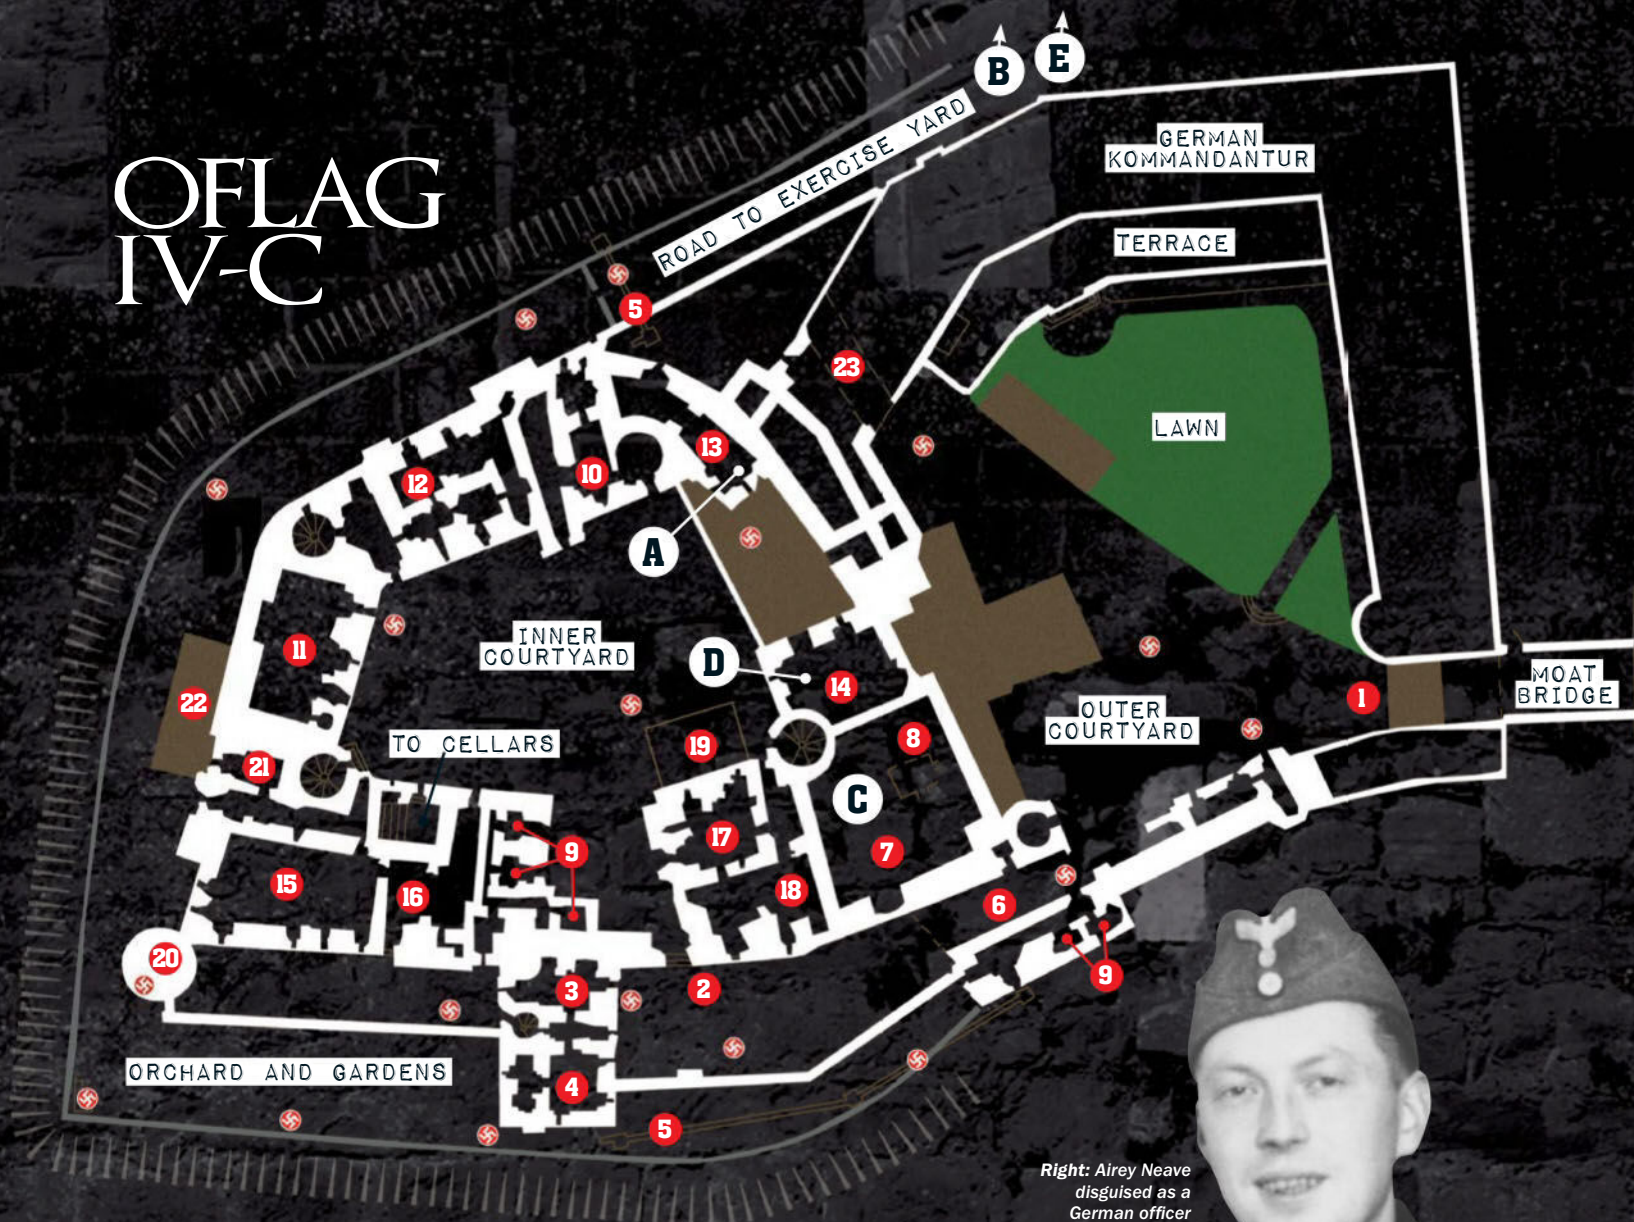 B
E
ROAD TO EXERCISE YARD
GERMAN
KOMMANDANTUR
OFLAG
IV-C
TERRACE
5
23
LAWN
13
10
12
A
INNER
COURTYARD
11
D
14
22
MOAT
BRIDGE
1
OUTER
COURTYARD
TO CELLARS
19
8
21
C
17
9
7
15
16
18
6
20
9
3
2
ORCHARD AND GARDENS
4
5
Right: Airey Neave
disguised as a
German officer